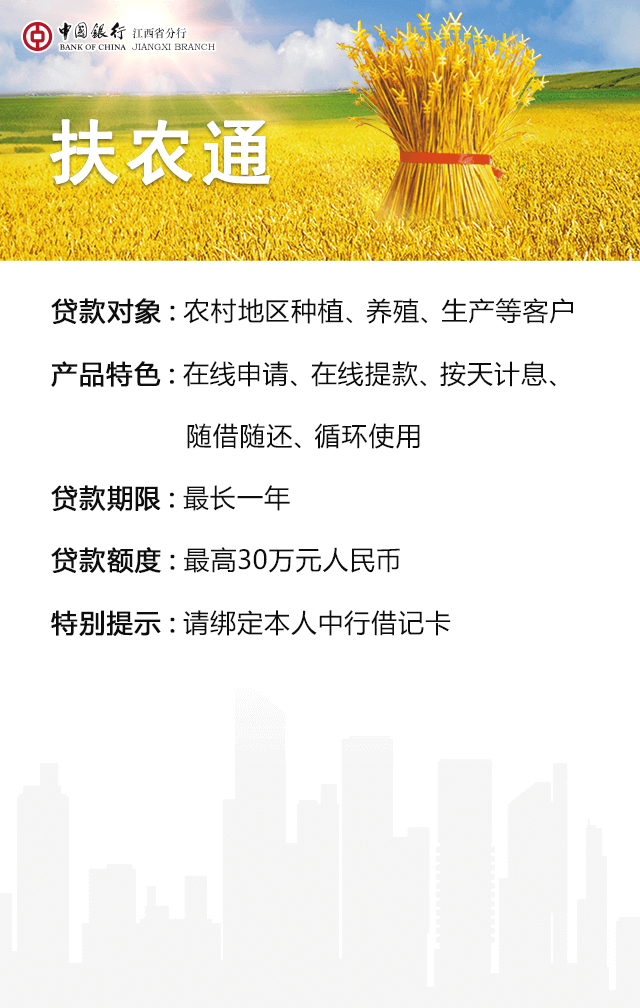 中国银行 江西省分行
BANK OF CHINA JIANGXI BRANCH
扶农通
贷款对象：农村地区种植、养殖、生产等客户
产品特色：在线申请、在线提款、按天计息、
随借随还、循环使用
贷款期限：最长一年
贷款额度：最高30万元人民币
特别提示：请绑定本人中行借记卡